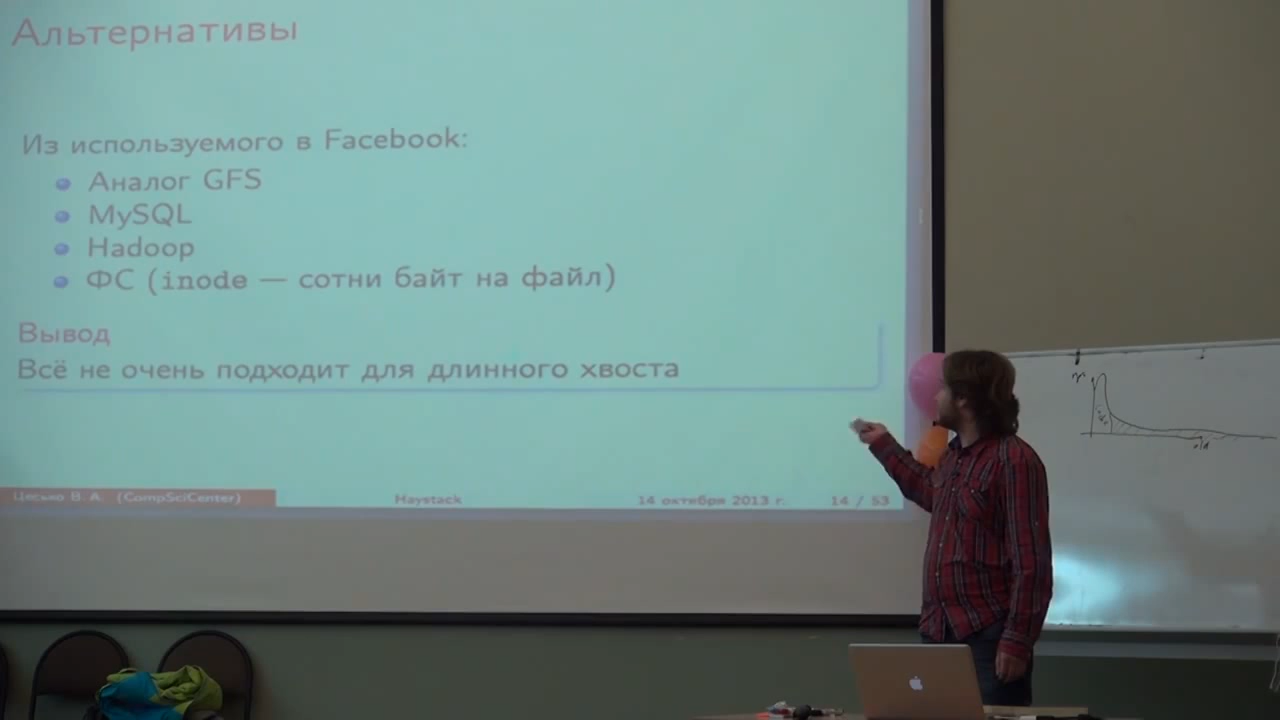 Альтернативы
Из используемого в Facebook:
Аналог GFS
MySQL
Hadoop
ФС (inode — сотни байт на файл)
Вывод
Всё не очень подходит для длинного хвоста
Цесько В. А. (CompSciCenter)
Haystack
14 октября 2013 г.
14 / 53
old